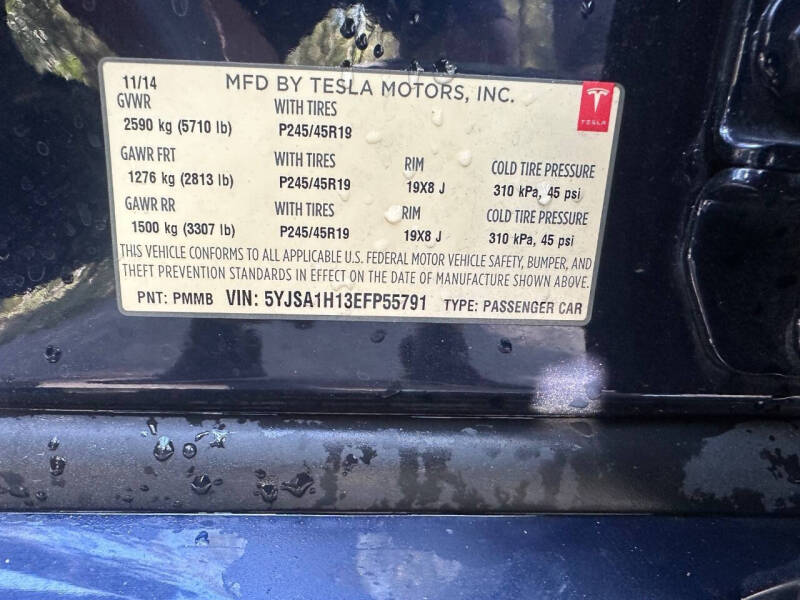 11/14 MFD BY TESLA MOTORS, INC.
GVWR WITH TIRES
2590 kg (5710 lb) P245/45R19
TESLA
GAWR FRT WITH TIRES RIM COLD TIRE PRESSURE
1276 kg (2813 lb) P245/45R19 19X8 J 310 kPa, 45 psi
GAWR RR WITH TIRES RIM COLD TIRE PRESSURE
1500 kg (3307 lb) P245/45R19 19X8 J 310 kPa, 45 psi
THIS VEHICLE CONFORMS TO ALL APPLICABLE U.S. FEDERAL MOTOR VEHICLE SAFETY, BUMPER, AND
THEFT PREVENTION STANDARDS IN EFFECT ON THE DATE OF MANUFACTURE SHOWN ABOVE.
PNT: PMMB VIN: 5YJSA1H13EFP55791 TYPE: PASSENGER CAR